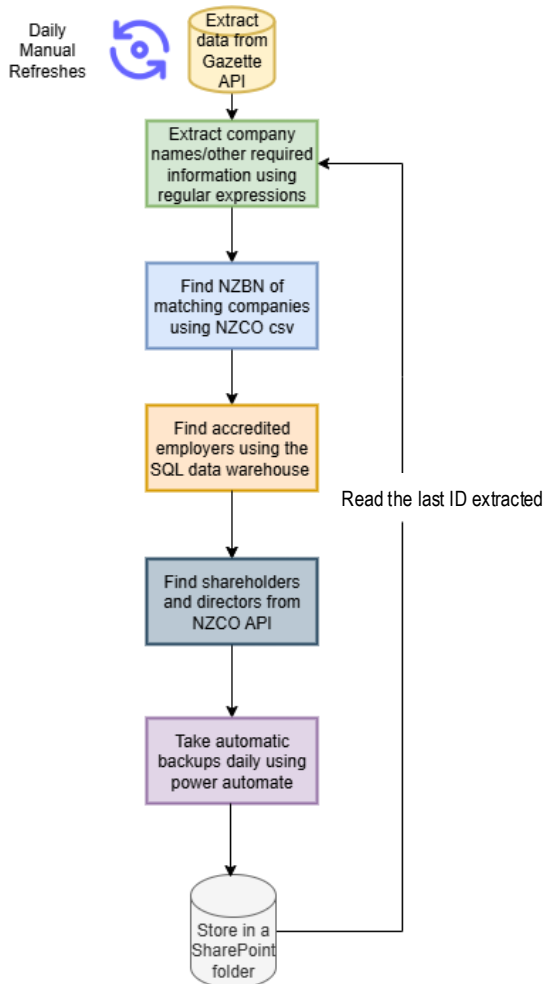 Daily
Manual
Refreshes
Extract
data from
Gazette
API
Extract company
names/other required
information using
regular expressions
Find NZBN of
matching companies
using NZCO csv
Find accredited
employers using the
SQL data warehouse
Read the last ID extracted
Find shareholders
and directors from
NZCO API
Take automatic
backups daily using
power automate
Store in a
SharePoint
folder